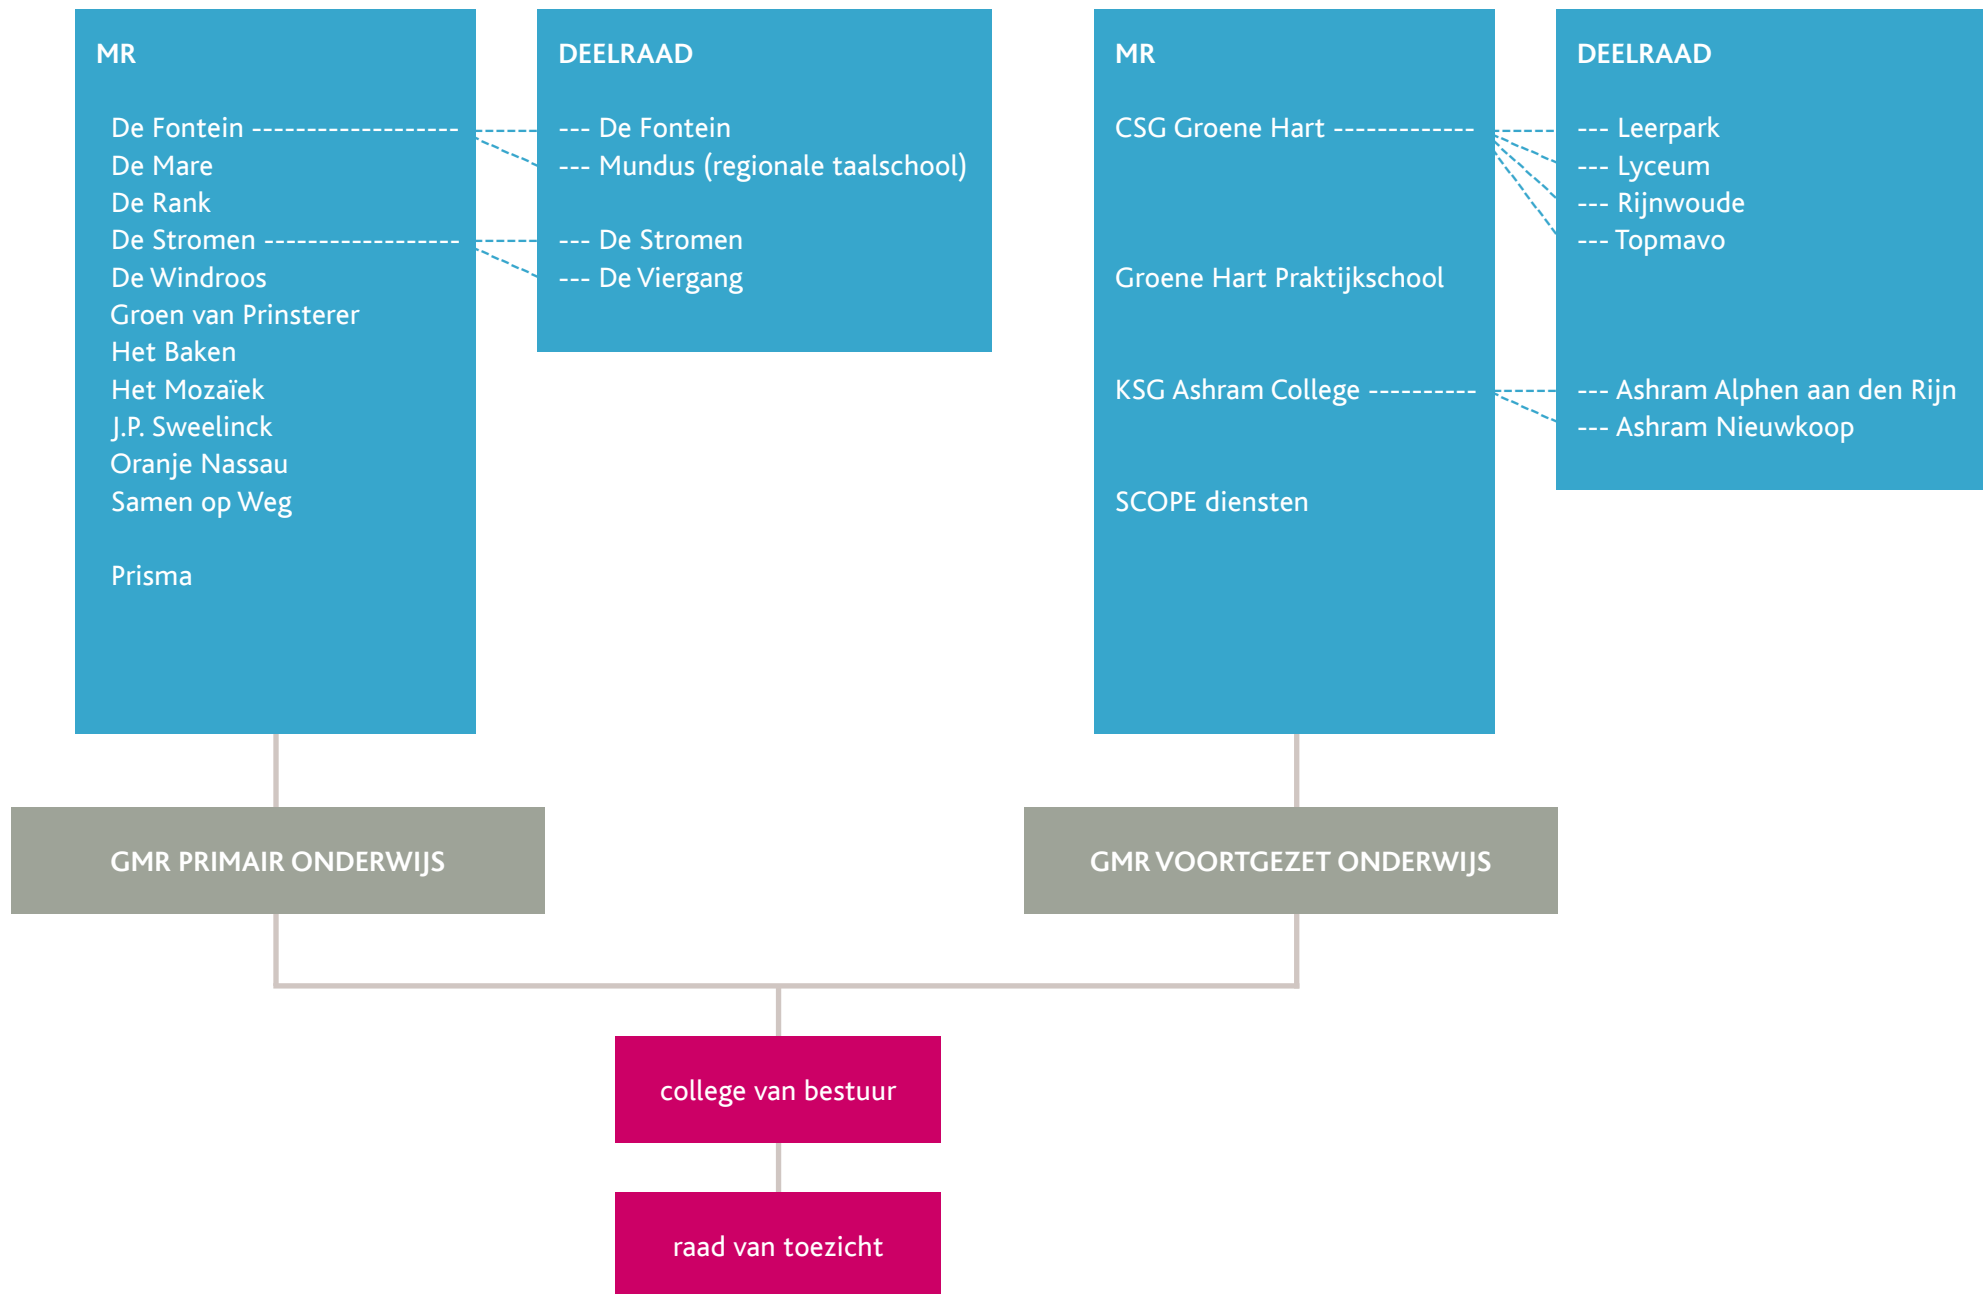 MR
De Fontein -------------------
De Mare
De Rank
De Stromen ------------------
De Windroos
Groen van Prinsterer
Het Baken
Het Mozaïek
J.P. Sweelinck
Oranje Nassau
Samen op Weg
Prisma
DEELRAAD
--- De Fontein
--- Mundus (regionale taalschool)
--- De Stromen
--- De Viergang
MR
CSG Groene Hart -------------
Groene Hart Praktijkschool
KSG Ashram College ----------
SCOPE diensten
DEELRAAD
--- Leerpark
--- Lyceum
--- Rijnwoude
--- Topmavo
--- Ashram Alphen aan den Rijn
--- Ashram Nieuwkoop
GMR PRIMAIR ONDERWIJS
GMR VOORTGEZET ONDERWIJS
college van bestuur
raad van toezicht